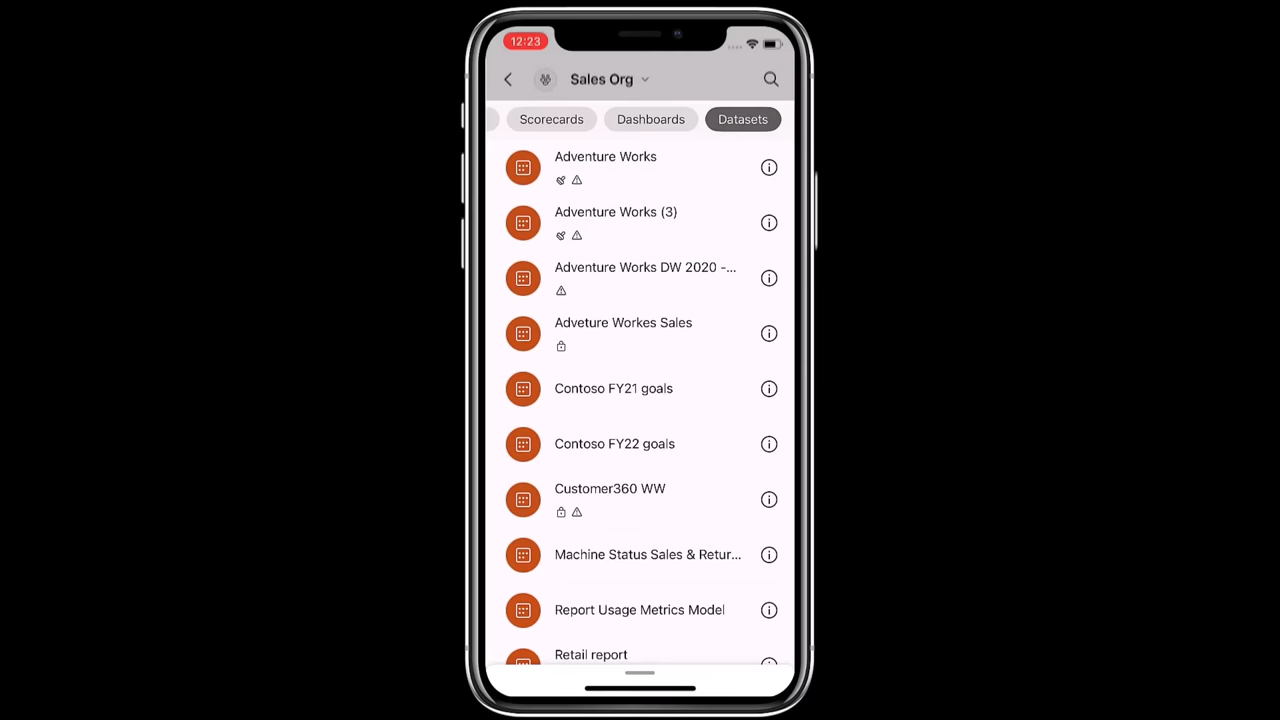 12:23
Sales Org
Scorecards Dashboards Datasets
Adventure Works
Adventure Works (3)
Adventure Works DW 2020 -...
Adveture Workes Sales
Contoso FY21 goals
Contoso FY22 goals
Customer360 WW
Machine Status Sales & Retur...
Report Usage Metrics Model
Retail report